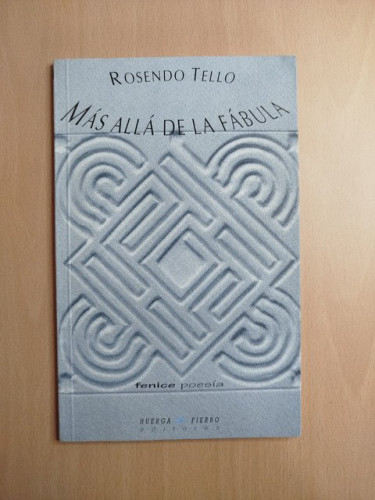 ROSENDO TELLO
MÁS ALLÁ DE LA FÁBULA
fenice poesía
HUERGA FIERRO
editores